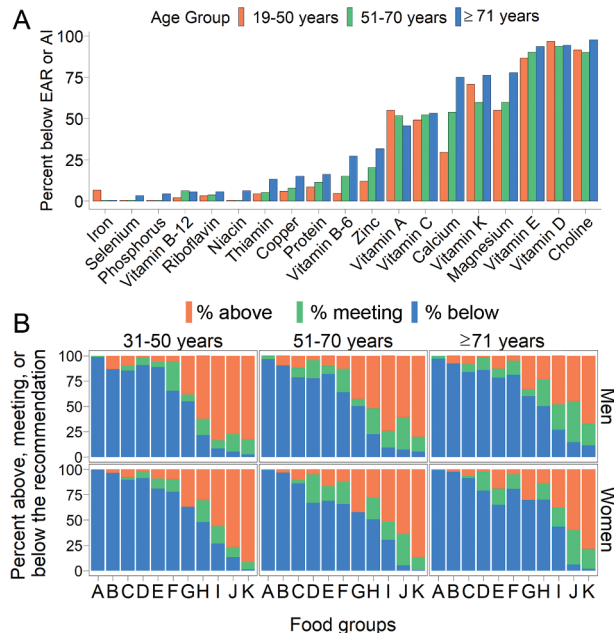 A
Age Group 19-50 years 51-70 years ≥ 71 years
Percent below EAR or AI
100
75
50
25
0
Iron
Selenium
Phosphorus
Vitamin B-12
Riboflavin
Niacin
Thiamin
Copper
Protein
Vitamin B-6
Zinc
Vitamin A
Vitamin C
Calcium
Vitamin K
Magnesium
Vitamin E
Vitamin D
Choline
% above % meeting % below
B
31-50 years 51-70 years ≥71 years
Percent above, meeting, or
below the recommendation
100
75
50
25
0
Men
100
75
50
25
0
Women
A B C D E F G H I J K A B C D E F G H I J K A B C D E F G H I J K
Food groups